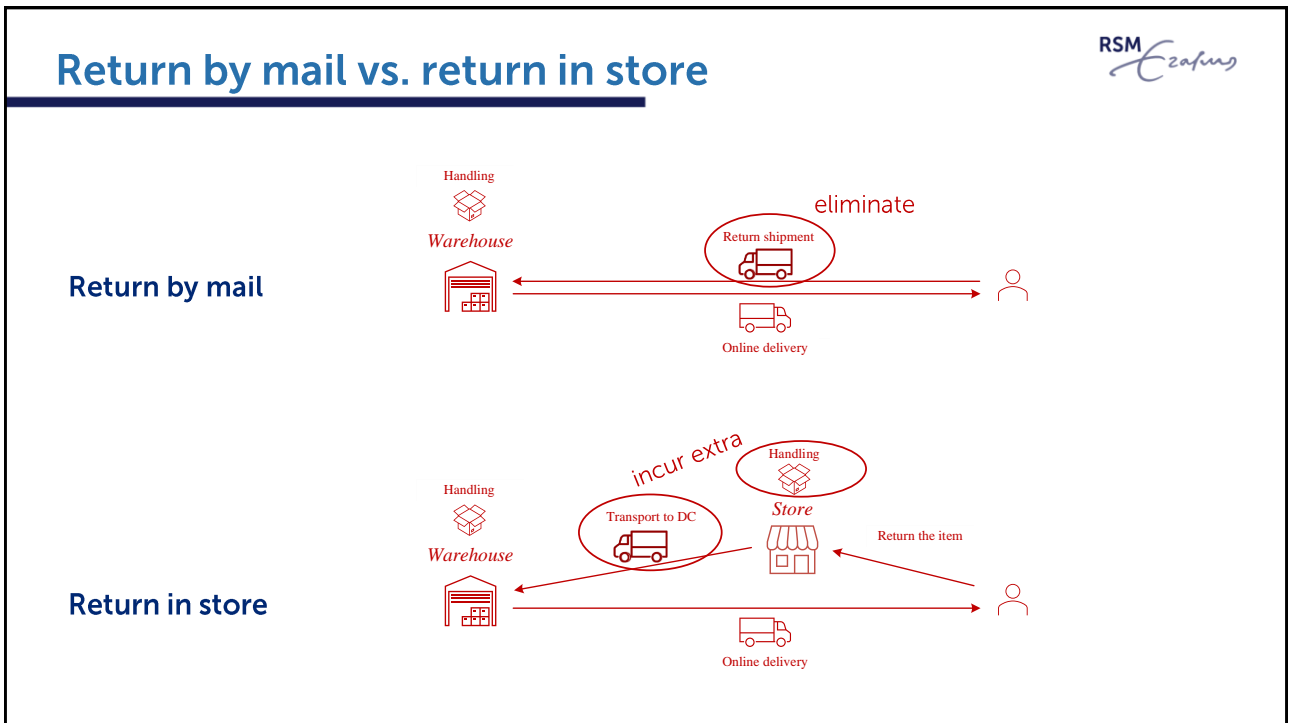 Return by mail vs. return in store
RSM
Erasmus
Handling
Warehouse
eliminate
Return shipment
Return by mail
Online delivery
incur extra
Handling
Store
Handling
Warehouse
Transport to DC
Return the item
Return in store
Online delivery